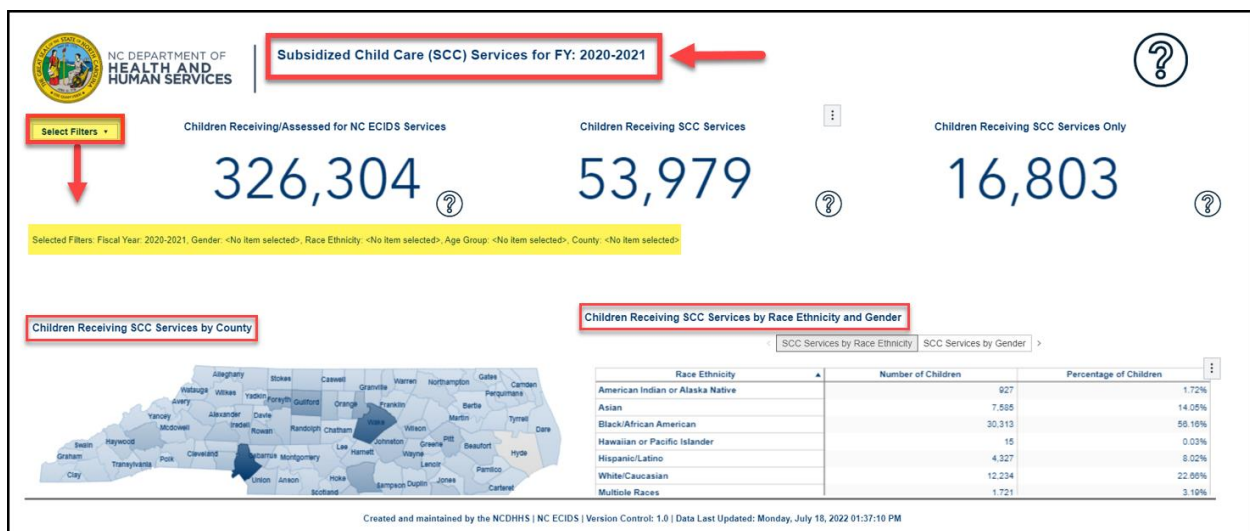 NC DEPARTMENT OF
HEALTH AND
HUMAN SERVICES
Subsidized Child Care (SCC) Services for FY: 2020-2021
?
Select Filters
Children Receiving/Assessed for NC ECIDS Services
Children Receiving SCC Services
Children Receiving SCC Services Only
326,304 ?
53,979 ?
16,803 ?
Selected Filters: Fiscal Year: 2020-2021, Gender: <No item selected>, Race Ethnicity: <No item selected>, Age Group: <No item selected>, County: <No item selected>
Children Receiving SCC Services by County
Alleghany Stokes Caswell Granville Warren Northampton Gates Camden
Watauga Wilkes Yadkin Forsyth Guilford Orange Franklin Bertie Perquimans
Avery Alexander Davie Wake Martin Tyrrell
Yancey Iredell Rowan Randolph Chatham Wilson Dare
Mcdowell Johnston Greene Pitt Beaufort Hyde
Swain Haywood Cleveland Cabarrus Montgomery Lee Harnett Wayne
Graham Transylvania Polk Lenoir Pamlico
Clay Union Anson Hoke Sampson Duplin Jones Carteret
Scotland
Children Receiving SCC Services by Race Ethnicity and Gender
< SCC Services by Race Ethnicity SCC Services by Gender >
Race Ethnicity Number of Children Percentage of Children
American Indian or Alaska Native 927 1.72%
Asian 7,585 14.05%
Black/African American 30,313 56.16%
Hawaiian or Pacific Islander 15 0.03%
Hispanic/Latino 4,327 8.02%
White/Caucasian 12,234 22.66%
Multiple Races 1,721 3.19%
Created and maintained by the NCDHHS | NC ECIDS | Version Control: 1.0 | Data Last Updated: Monday, July 18, 2022 01:37:10 PM